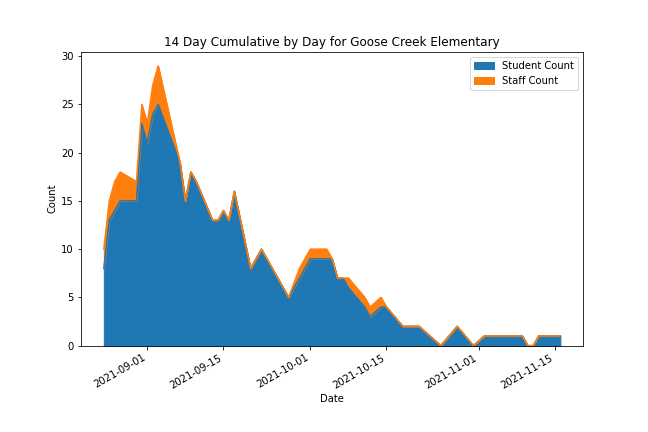 14 Day Cumulative by Day for Goose Creek Elementary
Student Count
Staff Count
30
25
20
15
10
5
0
Count
2021-09-01
2021-09-15
2021-10-01
2021-10-15
2021-11-01
2021-11-15
Date